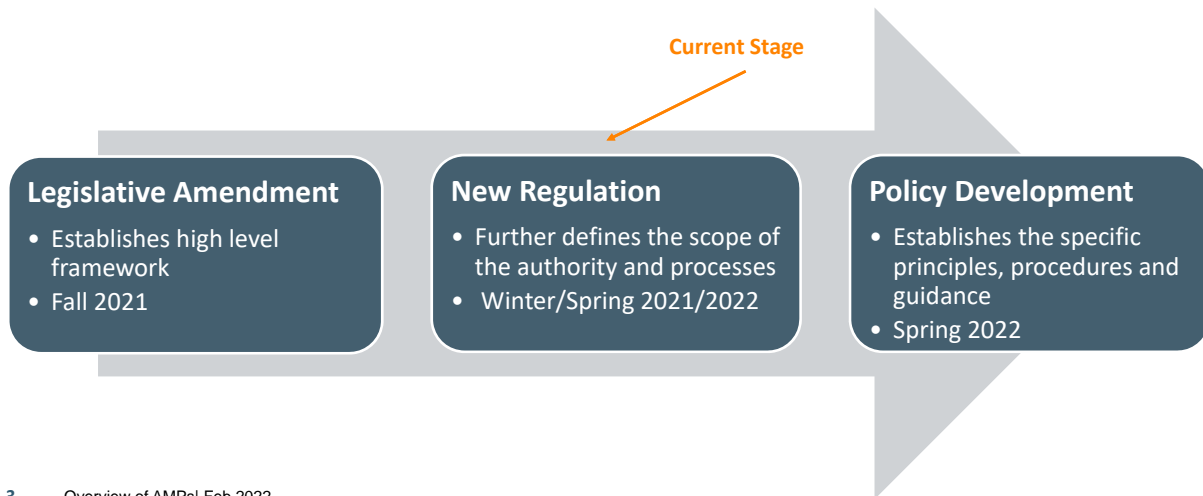 Current Stage
Legislative Amendment
• Establishes high level
framework
• Fall 2021
New Regulation
• Further defines the scope of
the authority and processes
• Winter/Spring 2021/2022
Policy Development
• Establishes the specific
principles, procedures and
guidance
• Spring 2022
3 Overview of AMPs| Feb 2022